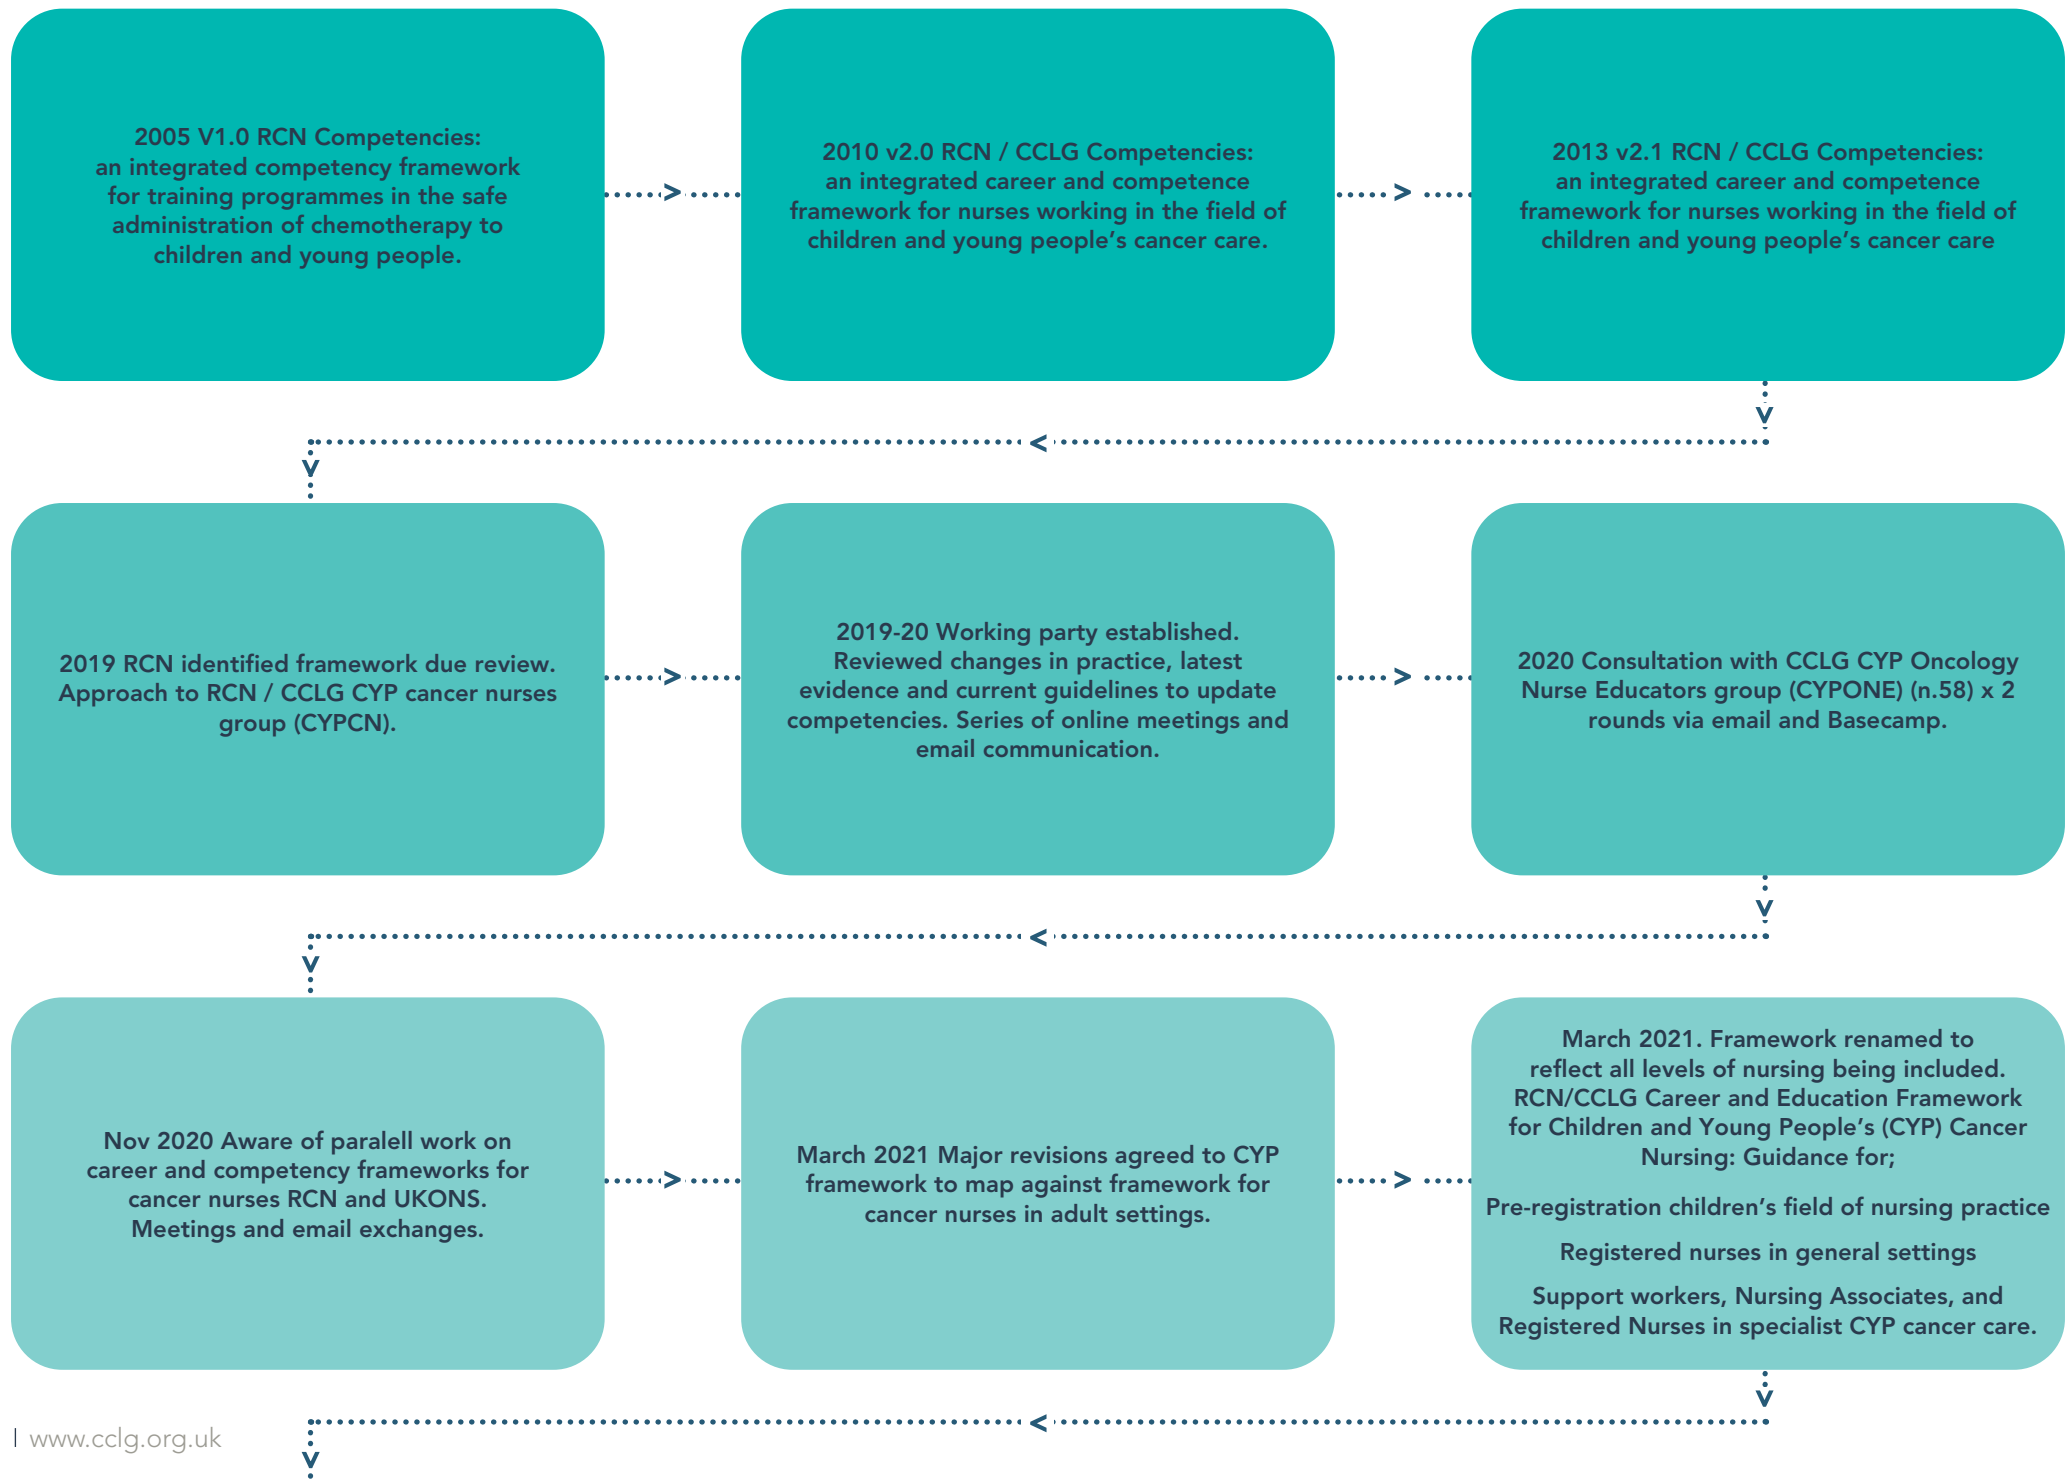 2005 V1.0 RCN Competencies:
an integrated competency framework
for training programmes in the safe
administration of chemotherapy to
children and young people.
2010 v2.0 RCN / CCLG Competencies:
an integrated career and competence
framework for nurses working in the field of
children and young people's cancer care.
2013 v2.1 RCN / CCLG Competencies:
an integrated career and competence
framework for nurses working in the field of
children and young people's cancer care
2019 RCN identified framework due review.
Approach to RCN / CCLG CYP cancer nurses
group (CYPCN).
2019-20 Working party established.
Reviewed changes in practice, latest
evidence and current guidelines to update
competencies. Series of online meetings and
email communication.
2020 Consultation with CCLG CYP Oncology
Nurse Educators group (CYPONE) (n.58) x 2
rounds via email and Basecamp.
Nov 2020 Aware of paralell work on
career and competency frameworks for
cancer nurses RCN and UKONS.
Meetings and email exchanges.
March 2021 Major revisions agreed to CYP
framework to map against framework for
cancer nurses in adult settings.
March 2021. Framework renamed to
reflect all levels of nursing being included.
RCN/CCLG Career and Education Framework
for Children and Young People's (CYP) Cancer
Nursing: Guidance for;
Pre-registration children's field of nursing practice
Registered nurses in general settings
Support workers, Nursing Associates, and
Registered Nurses in specialist CYP cancer care.
| www.cclg.org.uk